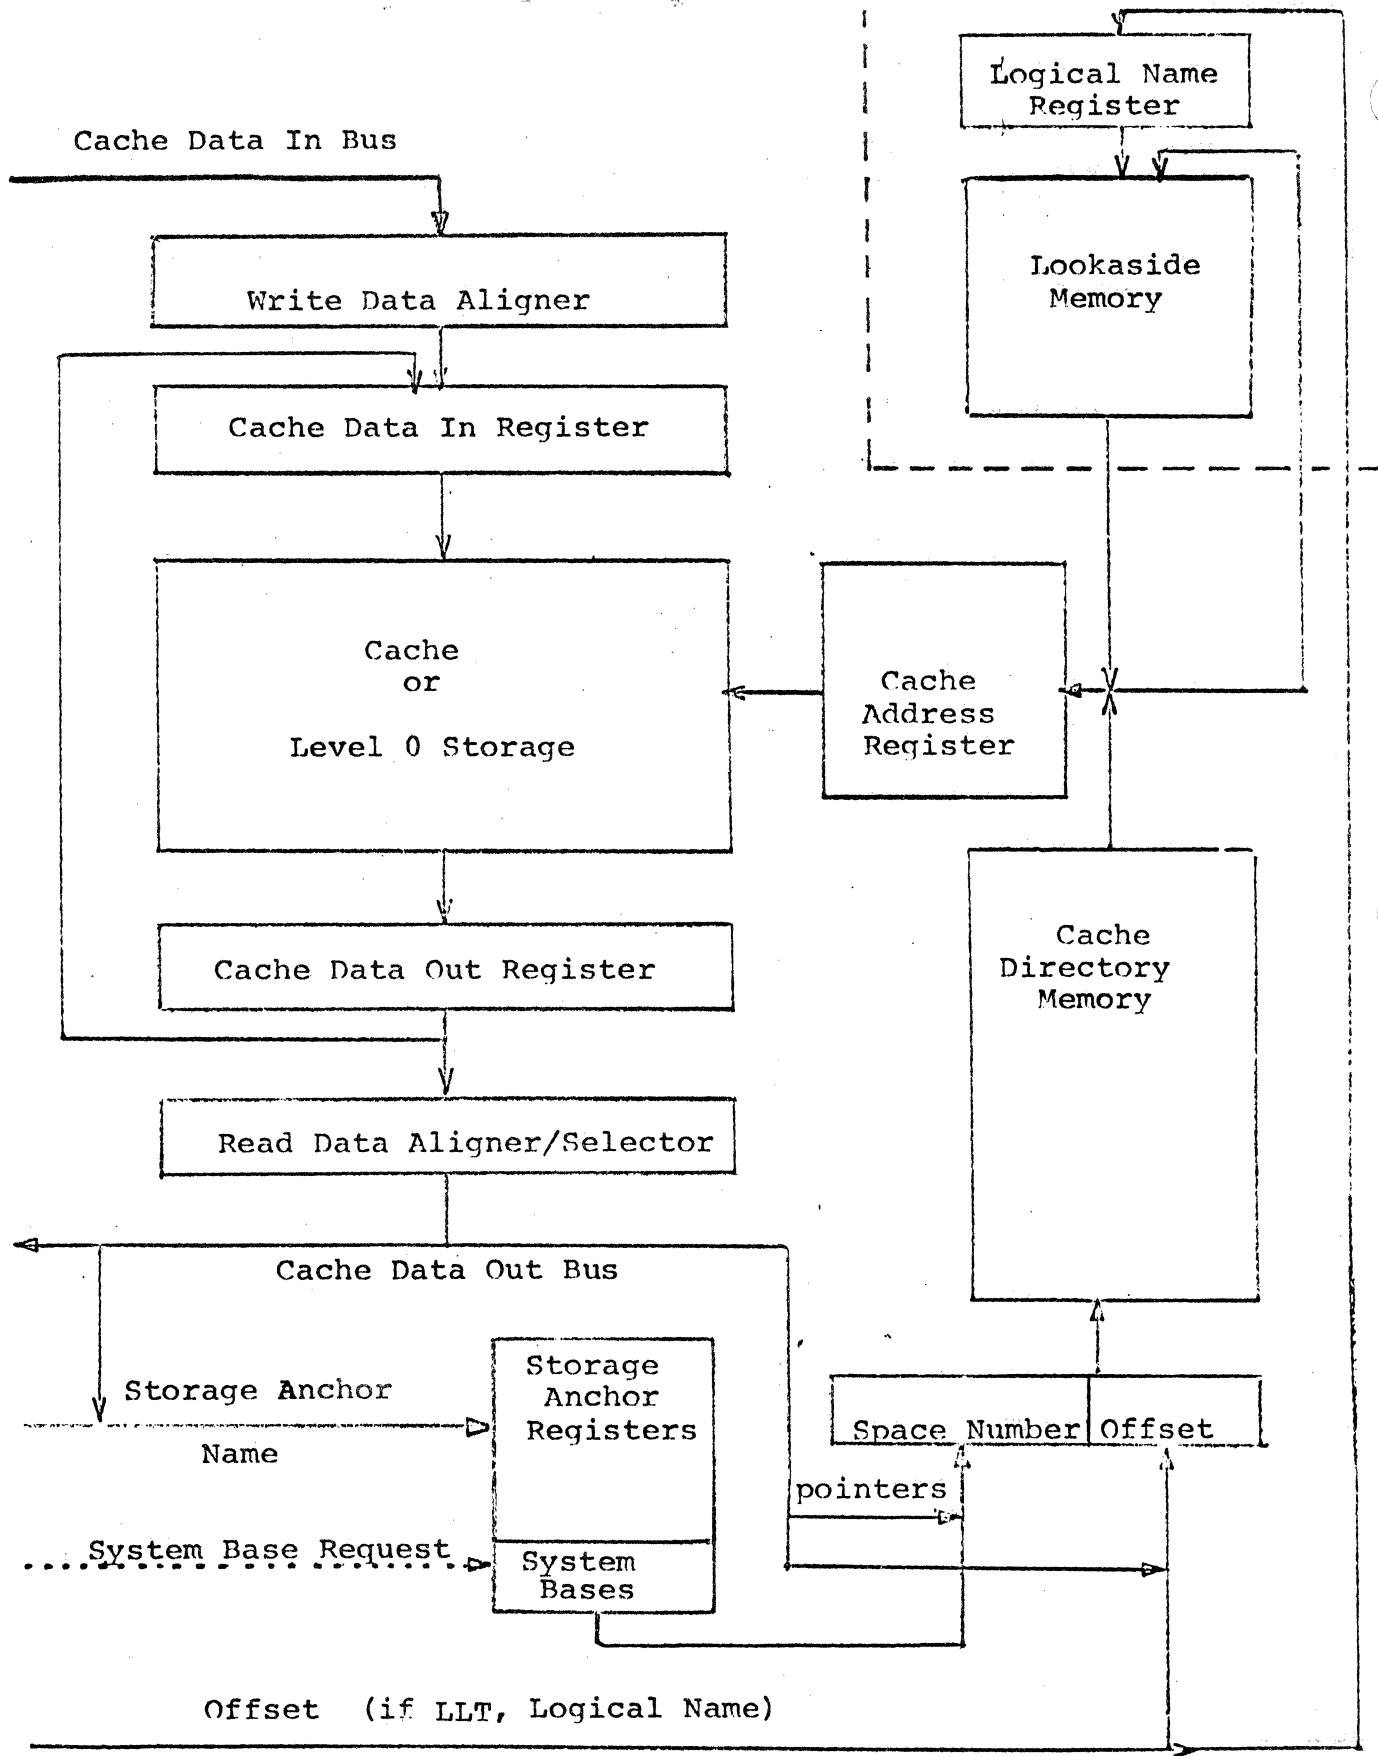 Logical Name
Register
Cache Data In Bus
Lookaside
Memory
Write Data Aligner
Cache Data In Register
Cache
or
Level 0 Storage
Cache
Address
Register
Cache Data Out Register
Cache
Directory
Memory
Read Data Aligner/Selector
Cache Data Out Bus
Storage
Anchor
Registers
Storage Anchor
Name
Space Number
Offset
pointers
System Base Request
System
Bases
Offset (if LLT, Logical Name)